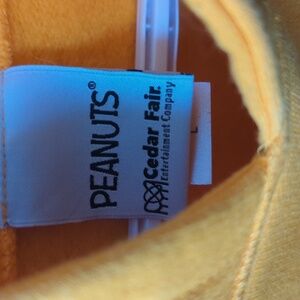 PEANUTS®
Cedar Fair®
Entertainment Company
L